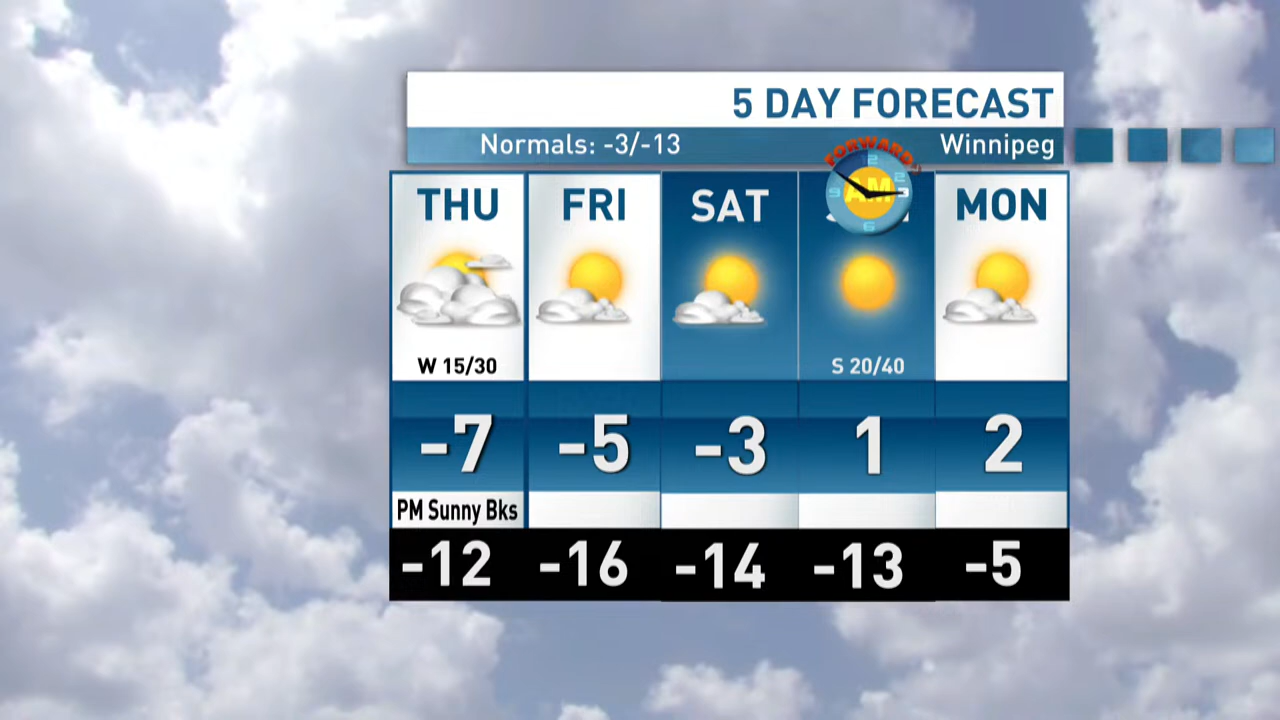 5 DAY FORECAST
Normals: -3/-13 Winnipeg
FORWARD
AM
THU FRI SAT MON
W 15/30 S 20/40
-7 -5 -3 1 2
PM Sunny Bks
-12 -16 -14 -13 -5